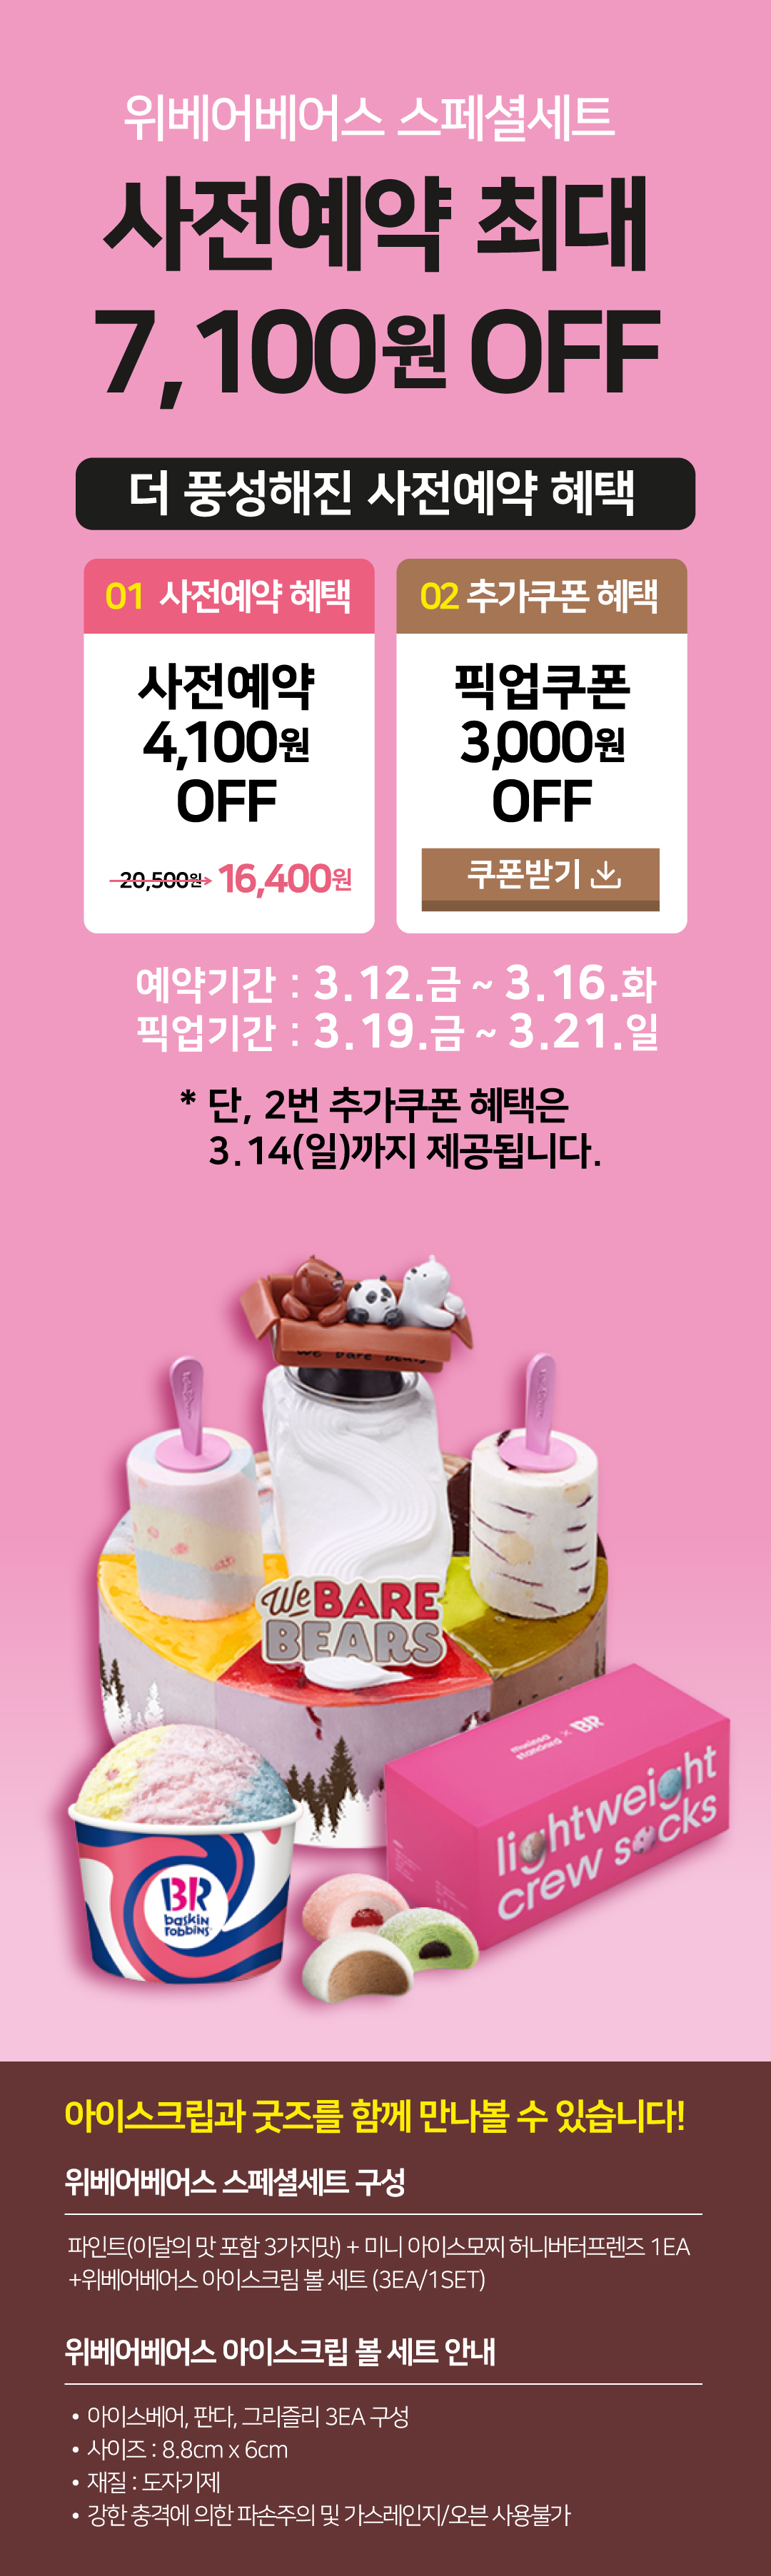 위베어베어스 스페셜세트
사전예약 최대
7,100원 OFF
더 풍성해진 사전예약 혜택
01 사전예약 혜택
사전예약
4,100원
OFF
20,500원→ 16,400원
02 추가쿠폰 혜택
픽업쿠폰
3,000원
OFF
쿠폰받기
예약기간 : 3.12.금 ~ 3.16.화
픽업기간 : 3.19.금 ~ 3.21.일
* 단, 2번 추가쿠폰 혜택은
3.14(일)까지 제공됩니다.
we bare bears
We BARE
BEARS
musinsa
standard × BR
lightweight
crew socks
BR
baskin
robbins
아이스크립과 굿즈를 함께 만나볼 수 있습니다!
위베어베어스 스페셜세트 구성
파인트(이달의 맛 포함 3가지맛) + 미니 아이스모찌 허니버터프렌즈 1EA
+위베어베어스 아이스크림 볼 세트 (3EA/1SET)
위베어베어스 아이스크립 볼 세트 안내
• 아이스베어, 판다, 그리즐리 3EA 구성
• 사이즈 : 8.8cm x 6cm
• 재질 : 도자기제
• 강한 충격에 의한 파손주의 및 가스레인지/오븐 사용불가